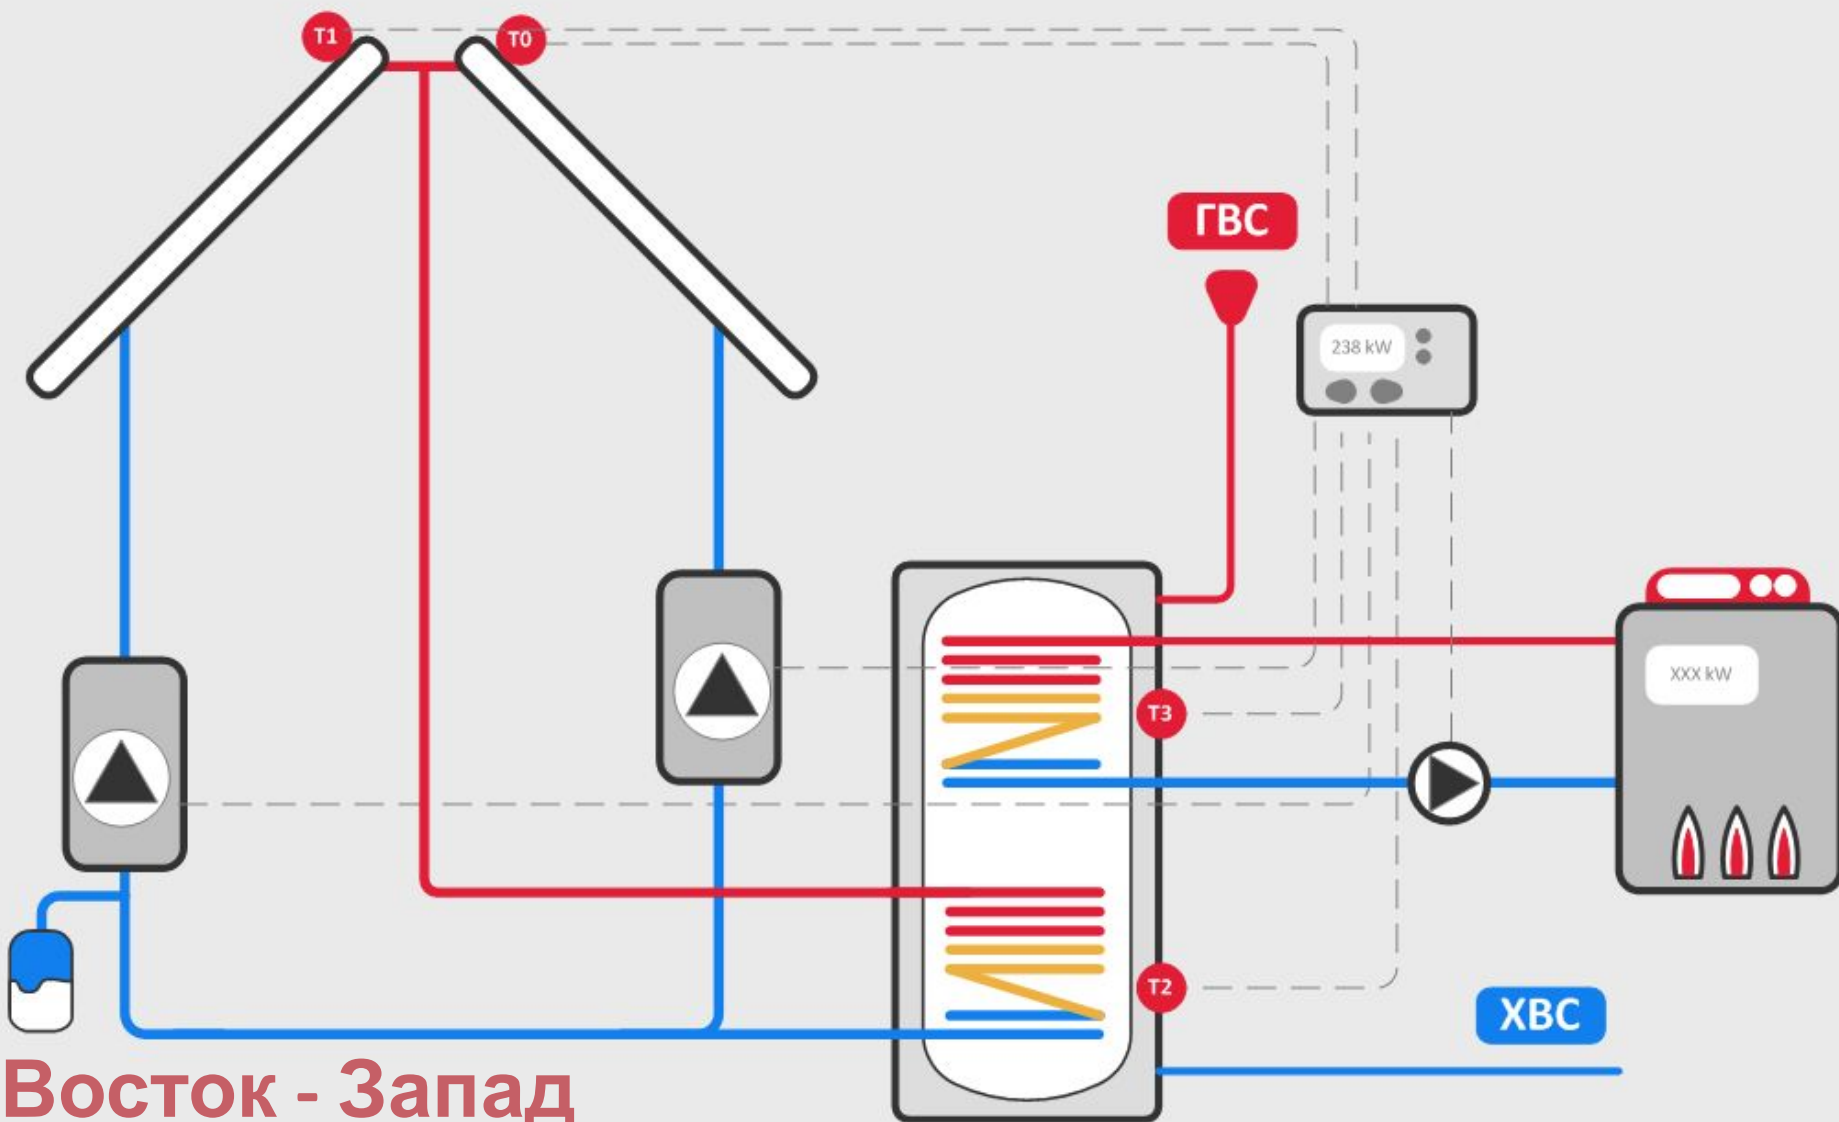 T1
T0
ГВС
238 kW
XXX kW
T3
T2
ХВС
Восток - Запад